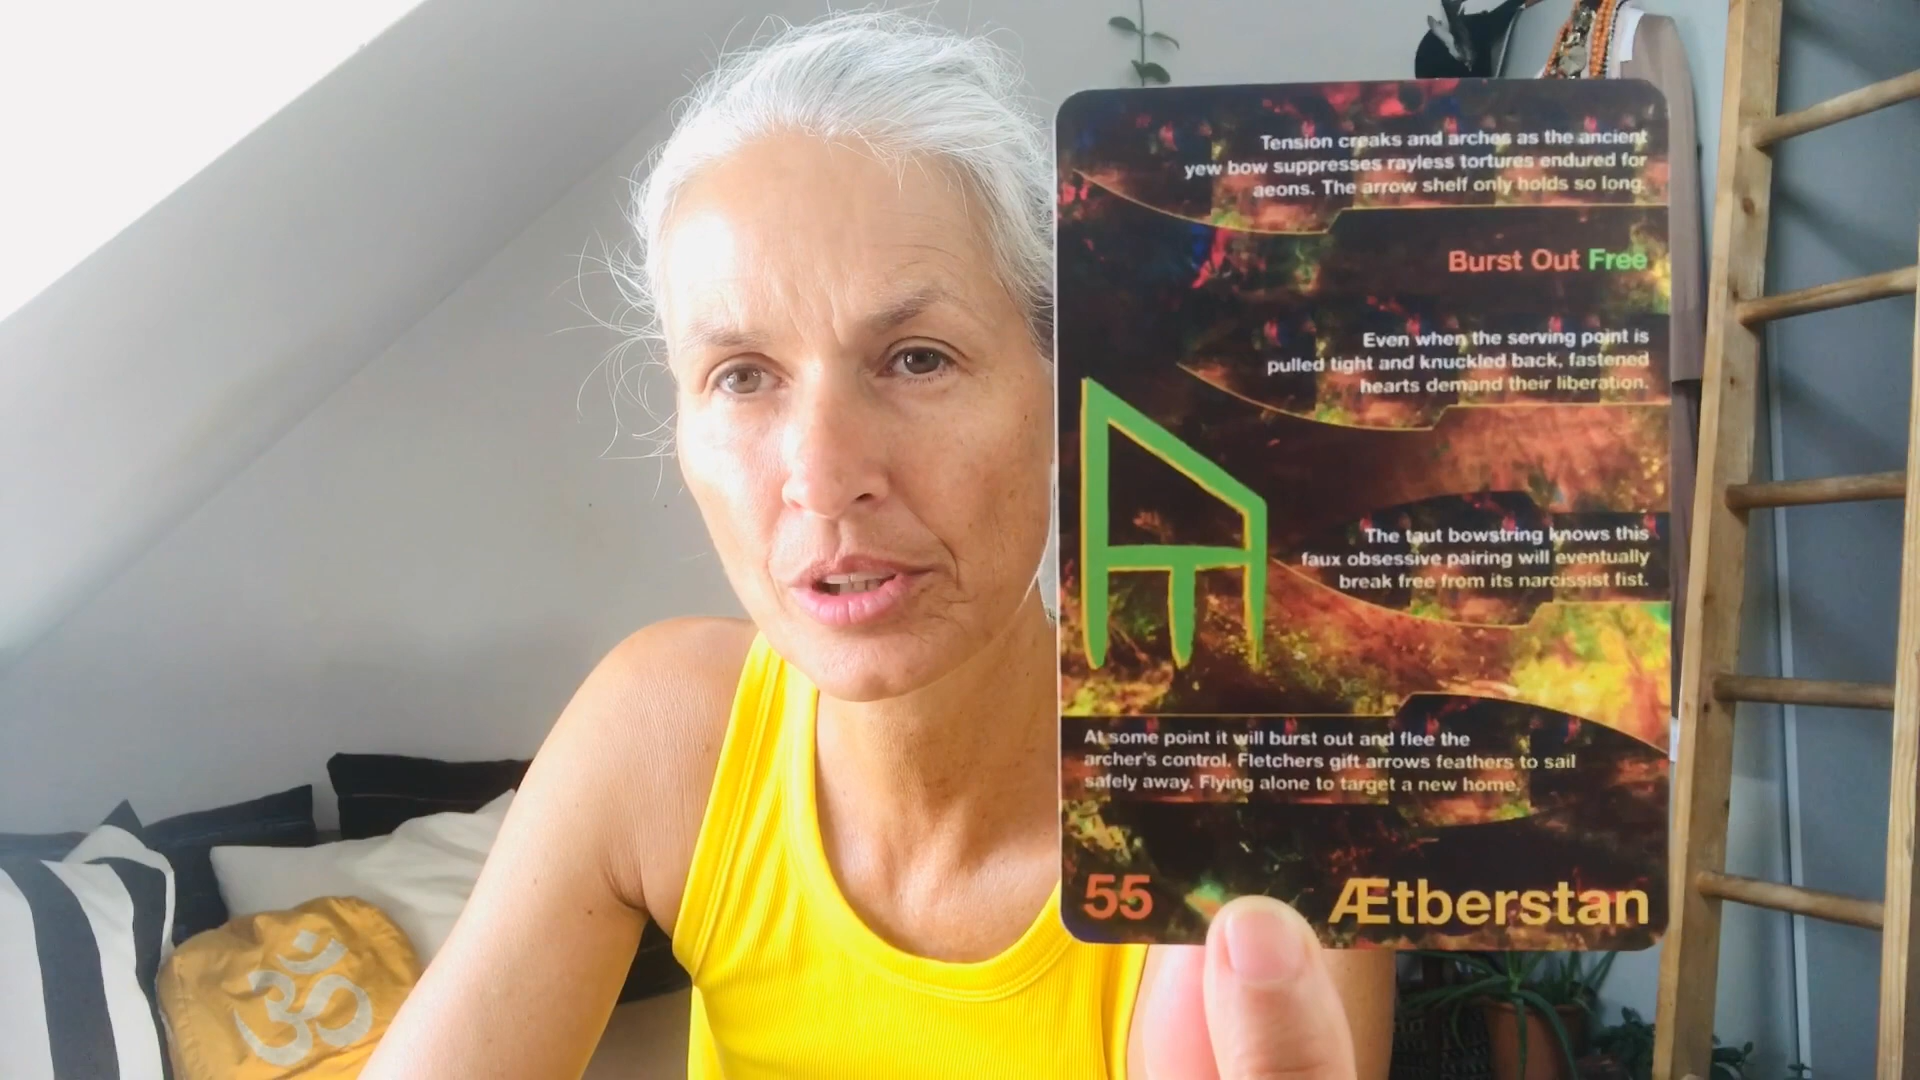 Tension creaks and arches as the ancient
yew bow suppresses rayless tortures endured for
aeons. The arrow shelf only holds so long.
Burst Out Free
Even when the serving point is
pulled tight and knuckled back, fastened
hearts demand their liberation.
The taut bowstring knows this
faux obsessive pairing will eventually
break free from its narcissist fist.
At some point it will burst out and flee the
archer's control. Fletchers gift arrows feathers to sail
safely away. Flying alone to target a new home.
55
Ætberstan
ॐ